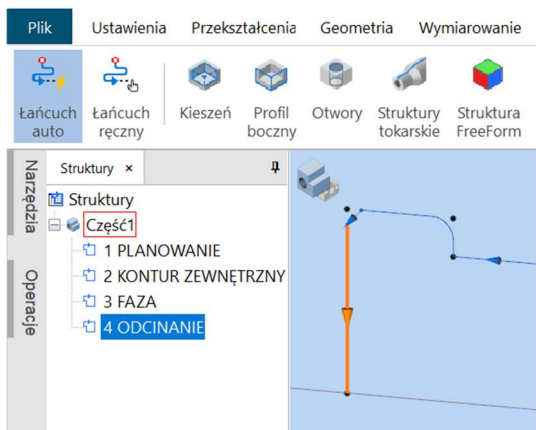 Plik Ustawienia Przekształcenia Geometria Wymiarowanie
Łańcuch auto
Łańcuch ręczny
Kieszeń
Profil boczny
Otwory
Struktury tokarskie
Struktura FreeForm
Narzędzia
Operacje
Struktury ×
Struktury
Część1
1 PLANOWANIE
2 KONTUR ZEWNĘTRZNY
3 FAZA
4 ODCINANIE